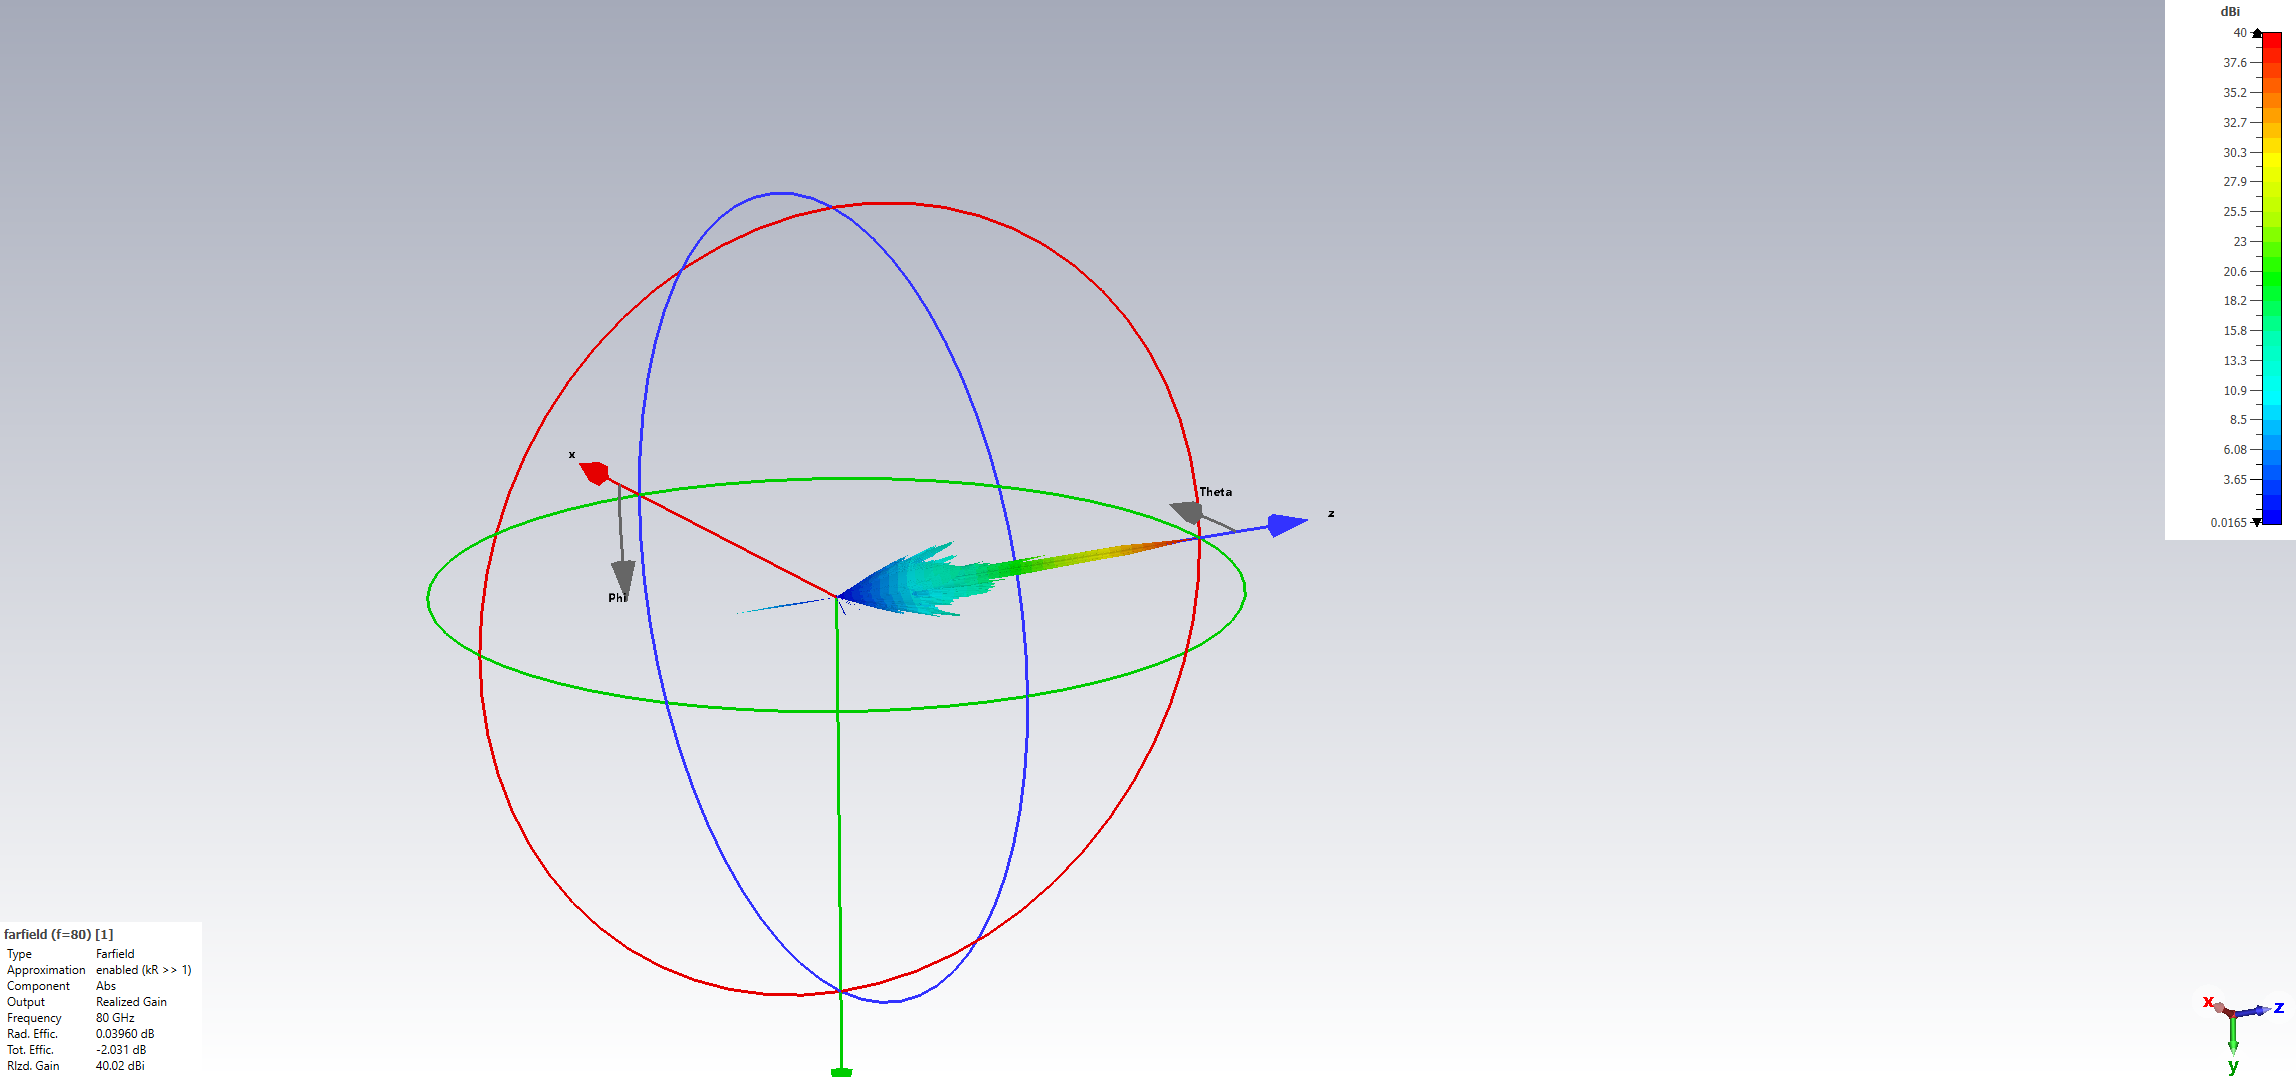 dBi
40
37.6
35.2
32.7
30.3
27.9
25.5
23
20.6
18.2
15.8
13.3
10.9
8.5
6.08
3.65
0.0165
x
Theta
z
Phi
farfield (f=80) [1]
Type Farfield
Approximation enabled (kR >> 1)
Component Abs
Output Realized Gain
Frequency 80 GHz
Rad. Effic. 0.03960 dB
Tot. Effic. -2.031 dB
Rlzd. Gain 40.02 dBi
x
z
y